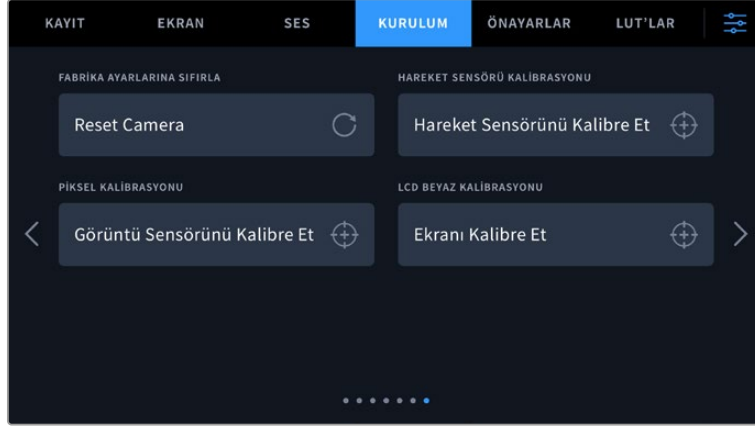 KAYIT EKRAN SES KURULUM ÖNAYARLAR LUT'LAR
FABRİKA AYARLARINA SIFIRLA HAREKET SENSÖRÜ KALİBRASYONU
Reset Camera Hareket Sensörünü Kalibre Et
PİKSEL KALİBRASYONU LCD BEYAZ KALİBRASYONU
Görüntü Sensörünü Kalibre Et Ekranı Kalibre Et